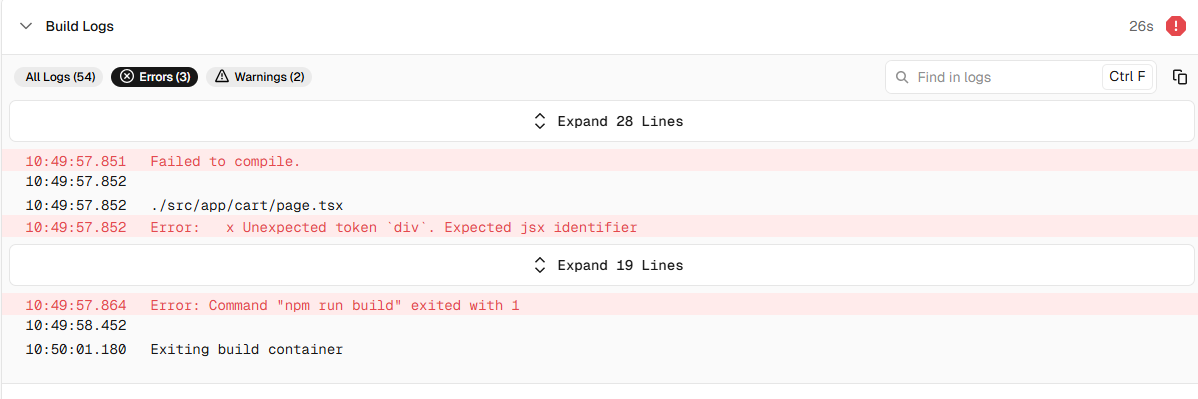 Build Logs 26s
All Logs (54) Errors (3) Warnings (2) Find in logs Ctrl F
Expand 28 Lines
10:49:57.851 Failed to compile.
10:49:57.852
10:49:57.852 ./src/app/cart/page.tsx
10:49:57.852 Error:   x Unexpected token `div`. Expected jsx identifier
Expand 19 Lines
10:49:57.864 Error: Command "npm run build" exited with 1
10:49:58.452
10:50:01.180 Exiting build container